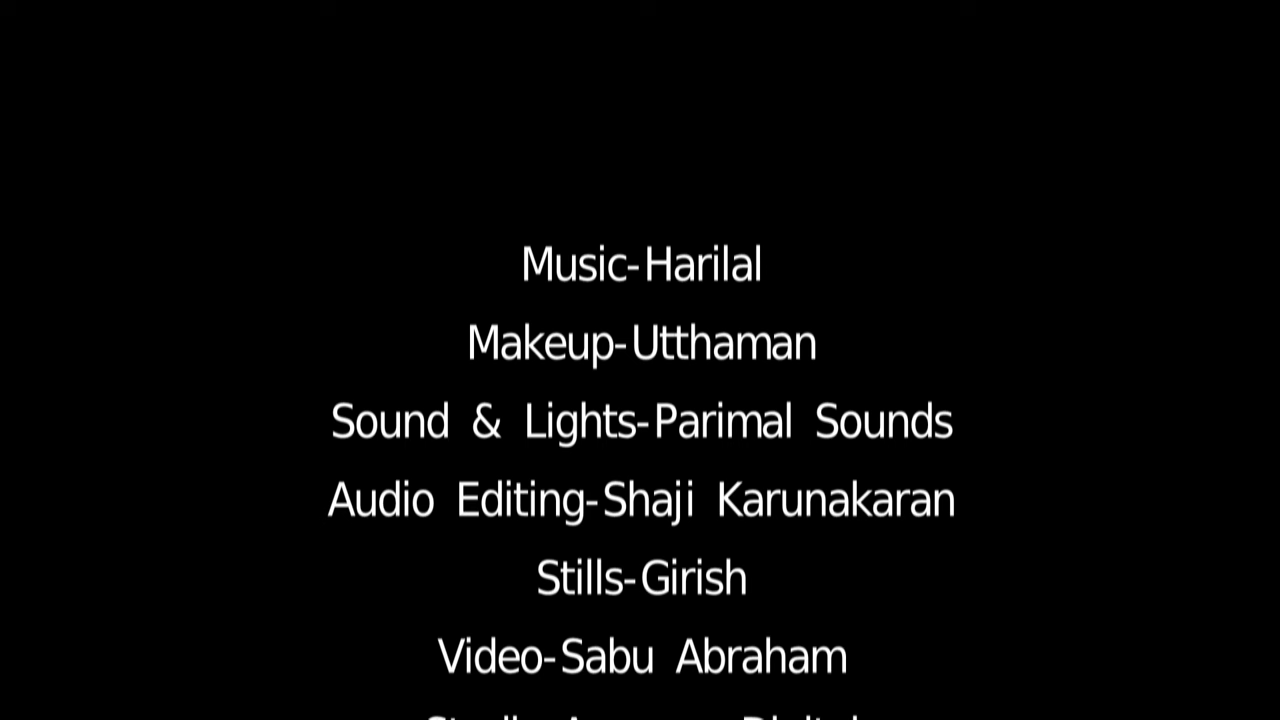 Music-Harilal
Makeup-Utthaman
Sound & Lights-Parimal Sounds
Audio Editing-Shaji Karunakaran
Stills-Girish
Video-Sabu Abraham